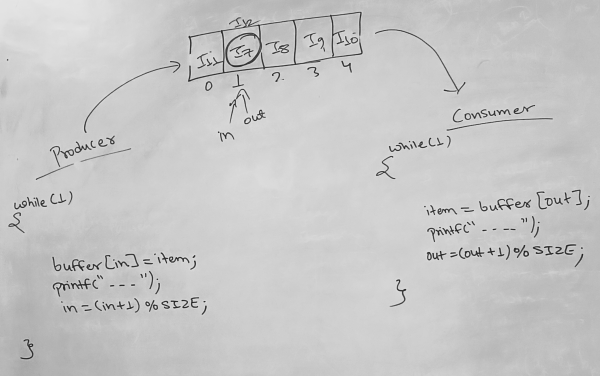 I12
I11 I7 I8 I9 I10
0 1 2 3 4
in out
Producer
while(1)
{
buffer[in]=item;
printf("---");
in=(in+1)%SIZE;
}
Consumer
while(1)
{
item=buffer[out];
printf("----");
out=(out+1)%SIZE;
}